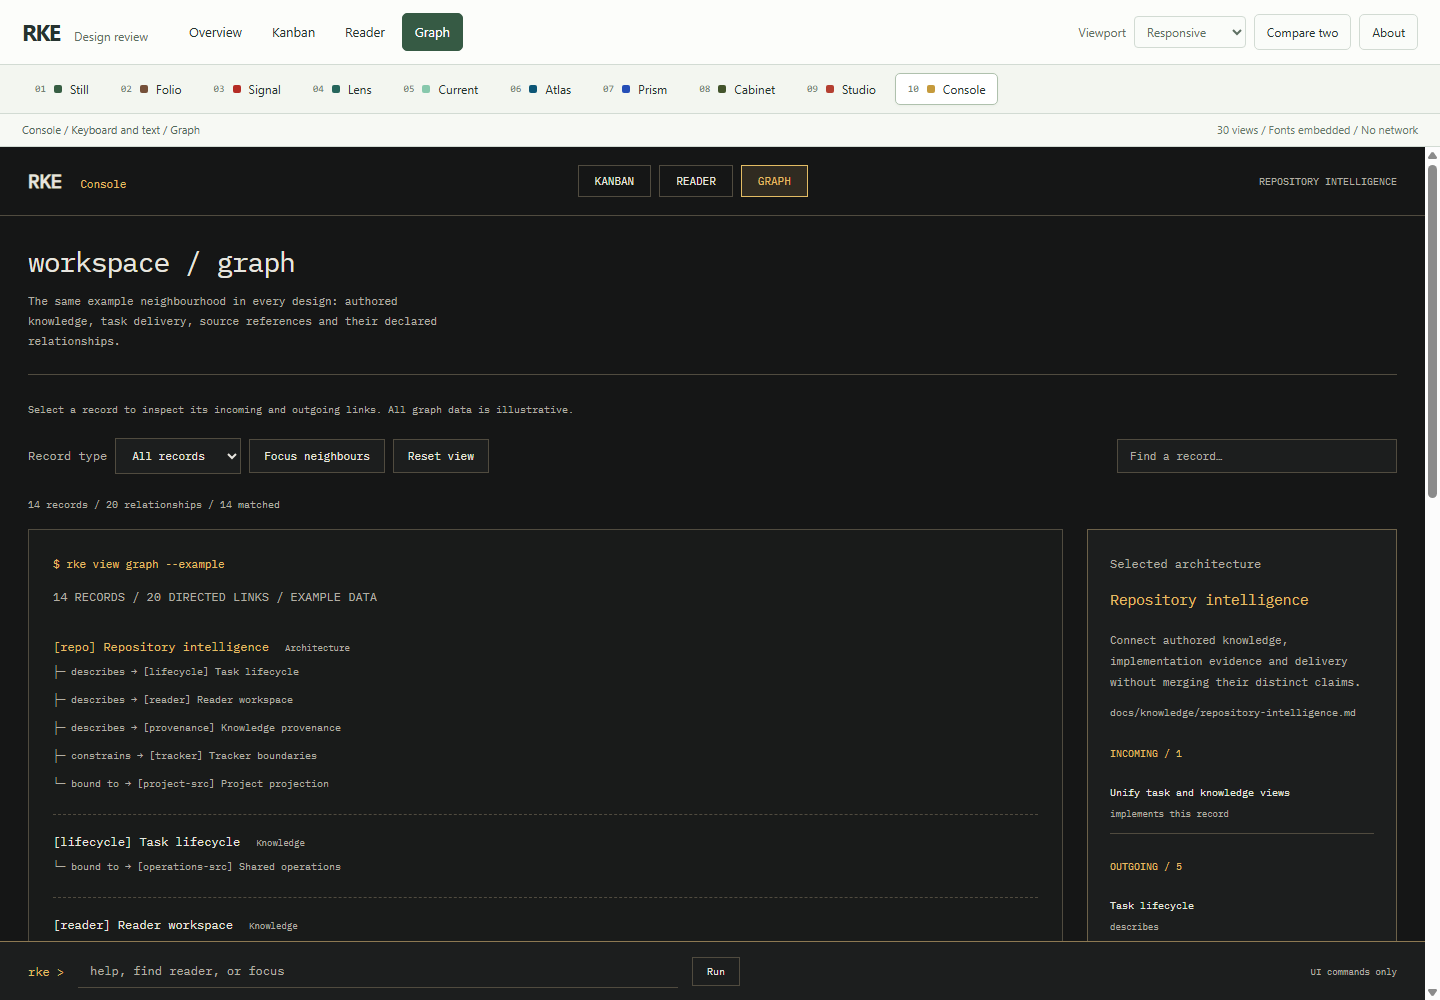 RKE Design review Overview Kanban Reader Graph Viewport Responsive Compare two About
01 Still 02 Folio 03 Signal 04 Lens 05 Current 06 Atlas 07 Prism 08 Cabinet 09 Studio 10 Console
Console / Keyboard and text / Graph 30 views / Fonts embedded / No network
RKE Console KANBAN READER GRAPH REPOSITORY INTELLIGENCE
workspace / graph
The same example neighbourhood in every design: authored
knowledge, task delivery, source references and their declared
relationships.
Select a record to inspect its incoming and outgoing links. All graph data is illustrative.
Record type All records Focus neighbours Reset view Find a record…
14 records / 20 relationships / 14 matched
$ rke view graph --example
14 RECORDS / 20 DIRECTED LINKS / EXAMPLE DATA
[repo] Repository intelligence Architecture
├─ describes → [lifecycle] Task lifecycle
├─ describes → [reader] Reader workspace
├─ describes → [provenance] Knowledge provenance
├─ constrains → [tracker] Tracker boundaries
└─ bound to → [project-src] Project projection
[lifecycle] Task lifecycle Knowledge
└─ bound to → [operations-src] Shared operations
[reader] Reader workspace Knowledge
Selected architecture
Repository intelligence
Connect authored knowledge,
implementation evidence and delivery
without merging their distinct claims.
docs/knowledge/repository-intelligence.md
INCOMING / 1
Unify task and knowledge views
implements this record
OUTGOING / 5
Task lifecycle
describes
rke > help, find reader, or focus Run UI commands only